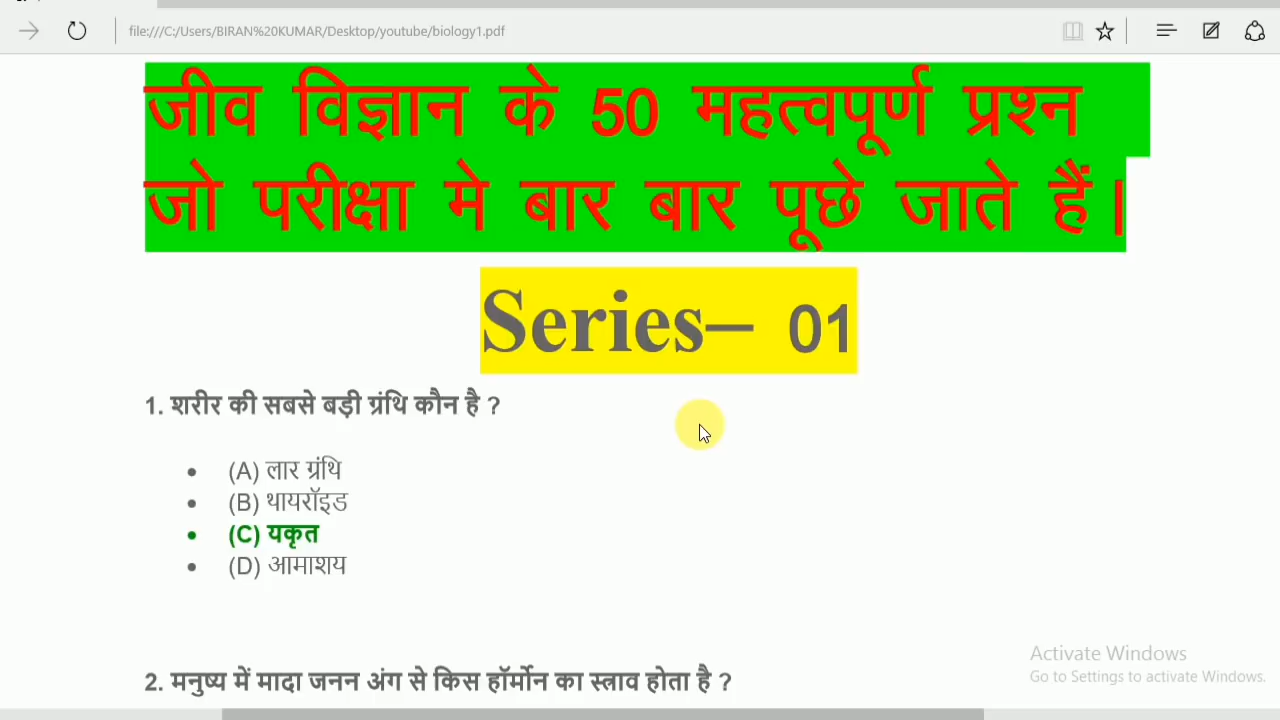 file:///C:/Users/BIRAN%20KUMAR/Desktop/youtube/biology1.pdf
जीव विज्ञान के 50 महत्वपूर्ण प्रश्न
जो परीक्षा मे बार बार पूछे जाते हैं।
Series– 01
1. शरीर की सबसे बड़ी ग्रंथि कौन है ?
• (A) लार ग्रंथि
• (B) थायरॉइड
• (C) यकृत
• (D) आमाशय
2. मनुष्य में मादा जनन अंग से किस हॉर्मोन का स्त्राव होता है ?
Activate Windows
Go to Settings to activate Windows.